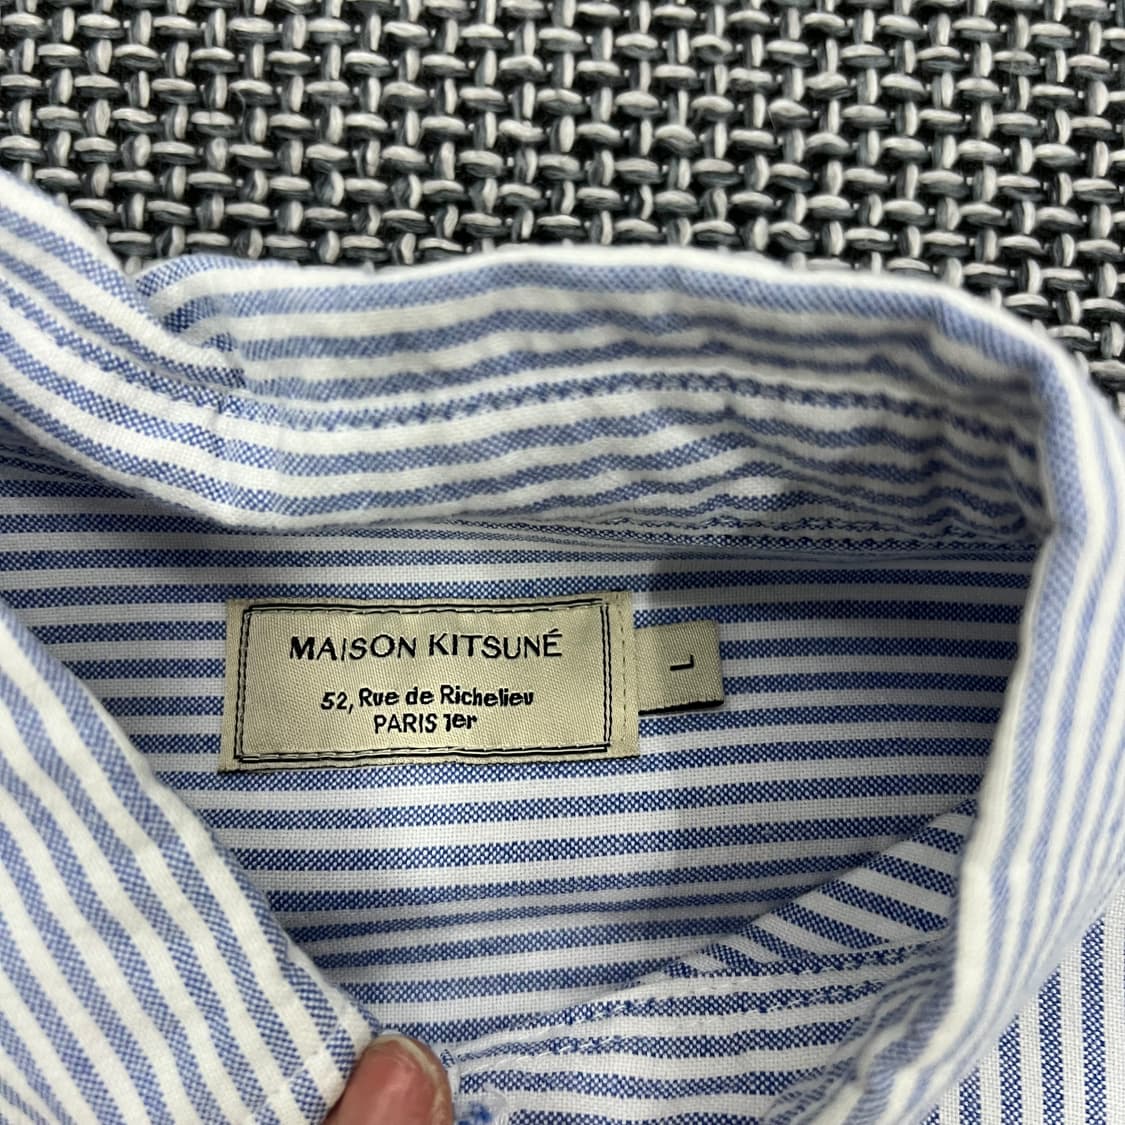 MAISON KITSUNÉ
52, Rue de Richelieu
PARIS 1er
L